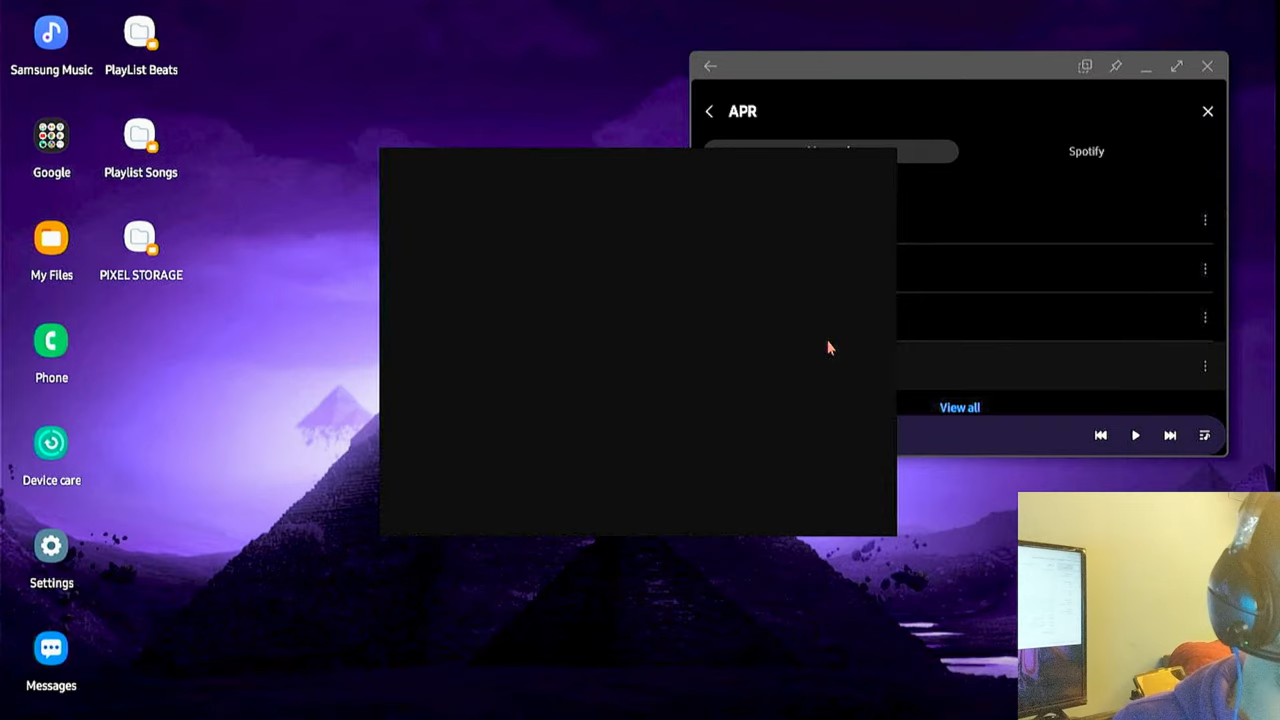 Samsung Music
PlayList Beats
Google
Playlist Songs
My Files
PIXEL STORAGE
Phone
Device care
Settings
Messages
APR
Spotify
View all